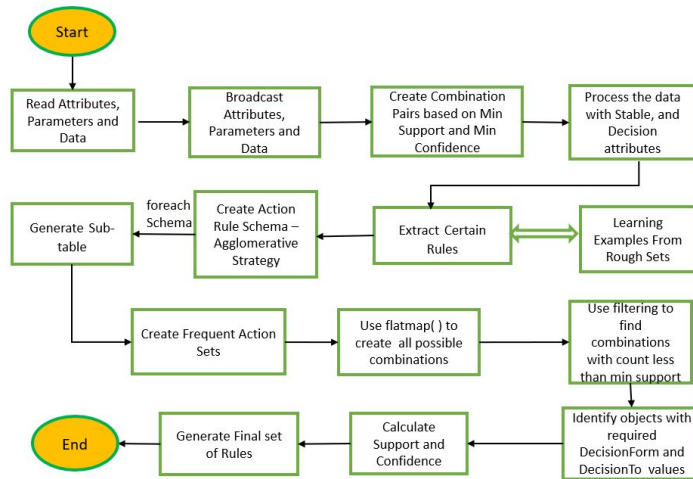 Start
Read Attributes,
Parameters and
Data
Broadcast
Attributes,
Parameters and
Data
Create Combination
Pairs based on Min
Support and Min
Confidence
Process the data
with Stable, and
Decision
attributes
Generate Sub-
table
foreach
Schema
Create Action
Rule Schema –
Agglomerative
Strategy
Extract Certain
Rules
Learning
Examples From
Rough Sets
Create Frequent Action
Sets
Use flatmap( ) to
create all possible
combinations
Use filtering to
find
combinations
with count less
than min support
End
Generate Final set
of Rules
Calculate
Support and
Confidence
Identify objects with
required
DecisionForm and
DecisionTo values